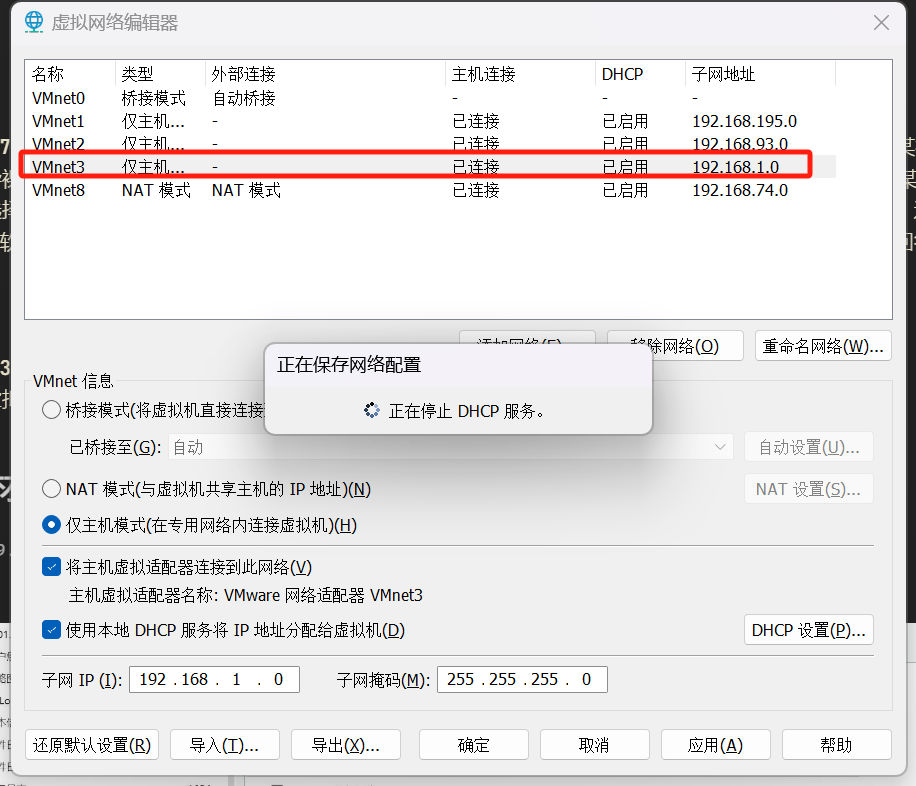 虚拟网络编辑器
名称 类型 外部连接 主机连接 DHCP 子网地址
VMnet0 桥接模式 自动桥接 - - -
VMnet1 仅主机... - 已连接 已启用 192.168.195.0
VMnet2 仅主机... - 已连接 已启用 192.168.93.0
VMnet3 仅主机... - 已连接 已启用 192.168.1.0
VMnet8 NAT 模式 NAT 模式 已连接 已启用 192.168.74.0
移除网络(O) 重命名网络(W)...
正在保存网络配置
正在停止 DHCP 服务。
VMnet 信息
桥接模式(将虚拟机直接连接
已桥接至(G): 自动 自动设置(U)...
NAT 模式(与虚拟机共享主机的 IP 地址)(N) NAT 设置(S)...
仅主机模式(在专用网络内连接虚拟机)(H)
将主机虚拟适配器连接到此网络(V)
主机虚拟适配器名称: VMware 网络适配器 VMnet3
使用本地 DHCP 服务将 IP 地址分配给虚拟机(D) DHCP 设置(P)...
子网 IP (I): 192 . 168 . 1 . 0 子网掩码(M): 255 . 255 . 255 . 0
还原默认设置(R) 导入(T)... 导出(X)... 确定 取消 应用(A) 帮助